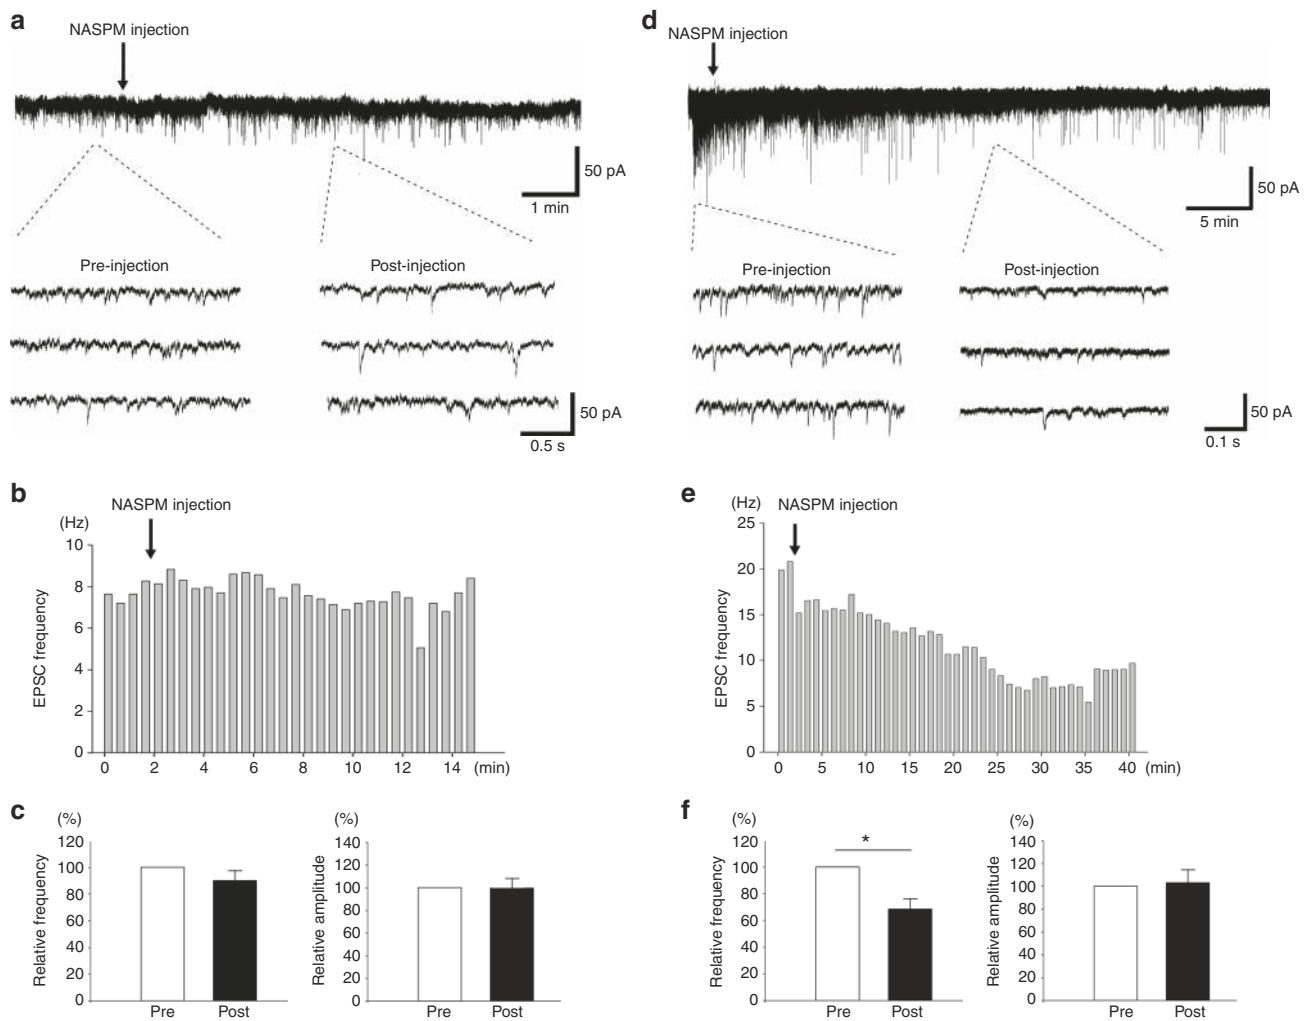 a
NASPM injection
50 pA
1 min
Pre-injection
Post-injection
50 pA
0.5 s
b
NASPM injection
(Hz)
EPSC frequency
10
8
6
4
2
0
0 2 4 6 8 10 12 14 (min)
c
(%)
Relative frequency
120
100
80
60
40
20
0
Pre Post
(%)
Relative amplitude
140
120
100
80
60
40
20
0
Pre Post
d
NASPM injection
50 pA
5 min
Pre-injection
Post-injection
50 pA
0.1 s
e
(Hz)
NASPM injection
EPSC frequency
25
20
15
10
5
0
0 5 10 15 20 25 30 35 40 (min)
f
(%)
Relative frequency
120
100
80
60
40
20
0
*
Pre Post
(%)
Relative amplitude
140
120
100
80
60
40
20
0
Pre Post